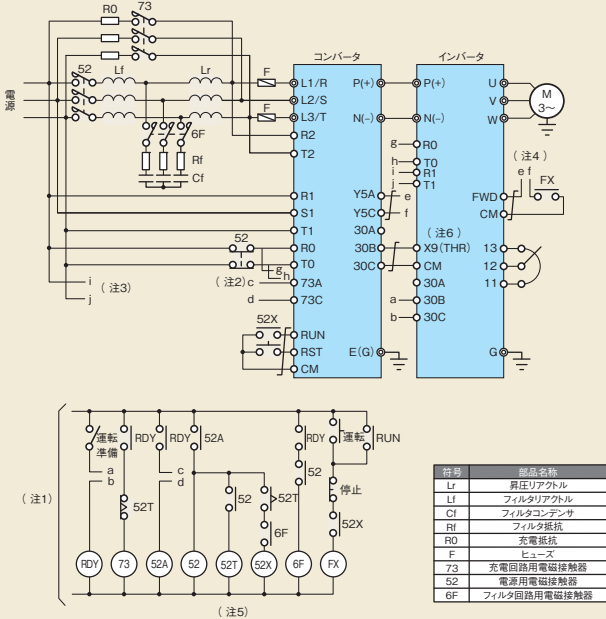 R0
73
52
Lf
Lr
F
F
電源
6F
Rf
Cf
コンバータ
インバータ
L1/R
L2/S
L3/T
R2
T2
R1
S1
T1
R0
T0
73A
73C
RUN
RST
CM
P(+)
N(-)
Y5A
Y5C
30A
30B
30C
E(G)
e
f
P(+)
N(-)
g
R0
h
T0
i
R1
j
T1
(注6)
X9(THR)
CM
30A
a
30B
b
30C
U
V
W
M
3~
(注4)
e f
FX
FWD
CM
13
12
11
G
52
g
h
i
(注3)
j
(注2)
c
d
52X
(注1)
運転
準備
a
b
RDY
52T
RDY
c
d
52A
52
52T
6F
RDY
52
運転
停止
52X
RUN
RDY
73
52A
52
52T
52X
6F
FX
(注5)
符号 部品名称
Lr 昇圧リアクトル
Lf フィルタリアクトル
Cf フィルタコンデンサ
Rf フィルタ抵抗
R0 充電抵抗
F ヒューズ
73 充電回路用電磁接触器
52 電源用電磁接触器
6F フィルタ回路用電磁接触器